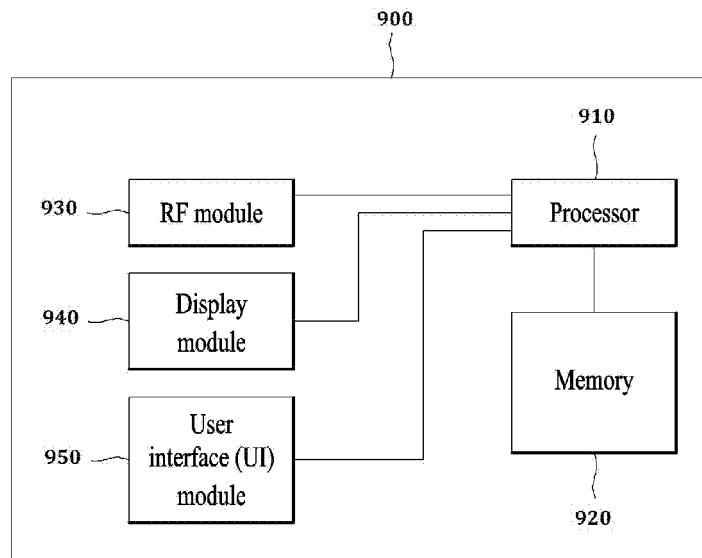 900
910
930
RF module
Processor
940
Display
module
Memory
950
User
interface (UI)
module
920